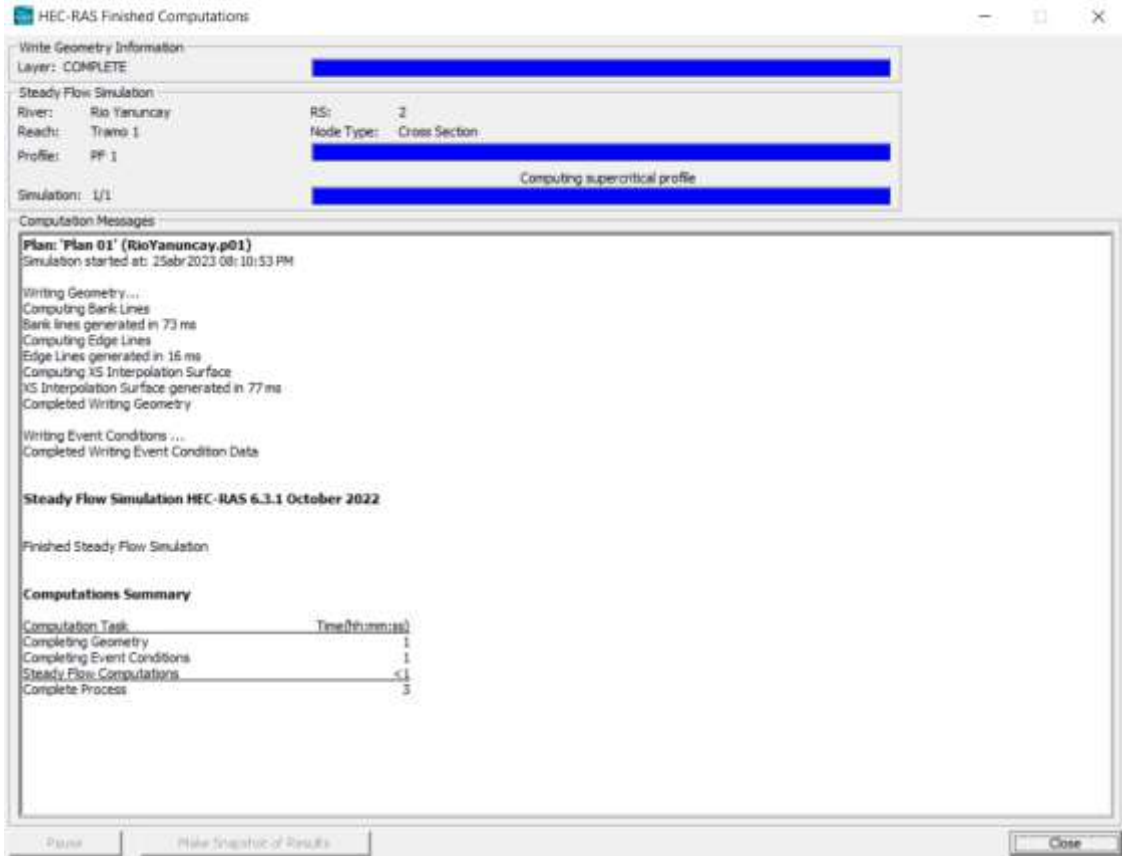 HEC-RAS Finished Computations
Write Geometry Information
Layer: COMPLETE
Steady Flow Simulation
River: Rio Yanuncay RS: 2
Reach: Tramo 1 Node Type: Cross Section
Profile: PF 1
Computing supercritical profile
Simulation: 1/1
Computation Messages
Plan: 'Plan 01' (RioYanuncay.p01)
Simulation started at: 25abr2023 08:10:53 PM
Writing Geometry...
Computing Bank Lines
Bank lines generated in 73 ms
Computing Edge Lines
Edge Lines generated in 16 ms
Computing XS Interpolation Surface
XS Interpolation Surface generated in 77 ms
Completed Writing Geometry
Writing Event Conditions ...
Completed Writing Event Condition Data
Steady Flow Simulation HEC-RAS 6.3.1 October 2022
Finished Steady Flow Simulation
Computations Summary
Computation Task Time(hh:mm:ss)
Completing Geometry 1
Completing Event Conditions 1
Steady Flow Computations <1
Complete Process 3
Pause Make Snapshot of Results Close